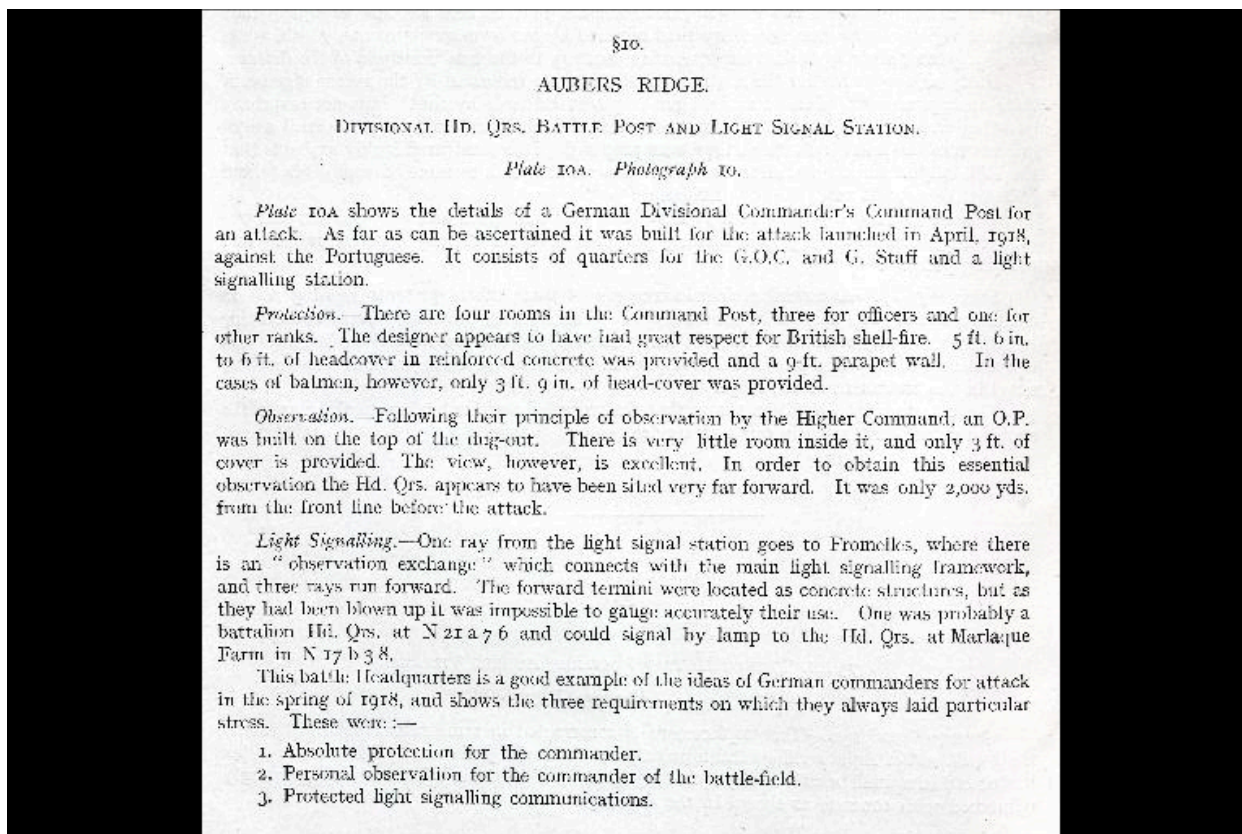 §10.
AUBERS RIDGE.
DIVISIONAL HD. QRS. BATTLE POST AND LIGHT SIGNAL STATION.
Plate 10A. Photograph 10.
Plate 10A shows the details of a German Divisional Commander's Command Post for
an attack. As far as can be ascertained it was built for the attack launched in April, 1918,
against the Portuguese. It consists of quarters for the G.O.C. and G. Staff and a light
signalling station.
Protection.—There are four rooms in the Command Post, three for officers and one for
other ranks. The designer appears to have had great respect for British shell-fire. 5 ft. 6 in.
to 6 ft. of headcover in reinforced concrete was provided and a 9-ft. parapet wall. In the
cases of batmen, however, only 3 ft. 9 in. of head-cover was provided.
Observation.—Following their principle of observation by the Higher Command, an O.P.
was built on the top of the dug-out. There is very little room inside it, and only 3 ft. of
cover is provided. The view, however, is excellent. In order to obtain this essential
observation the Hd. Qrs. appears to have been sited very far forward. It was only 2,000 yds.
from the front line before the attack.
Light Signalling.—One ray from the light signal station goes to Fromelles, where there
is an "observation exchange" which connects with the main light signalling framework,
and three rays run forward. The forward termini were located as concrete structures, but as
they had been blown up it was impossible to gauge accurately their use. One was probably a
battalion Hd. Qrs. at N 21 a 7 6 and could signal by lamp to the Hd. Qrs. at Marlaque
Farm in N 17 b 3 8.
This battle Headquarters is a good example of the ideas of German commanders for attack
in the spring of 1918, and shows the three requirements on which they always laid particular
stress. These were :—
1. Absolute protection for the commander.
2. Personal observation for the commander of the battle-field.
3. Protected light signalling communications.